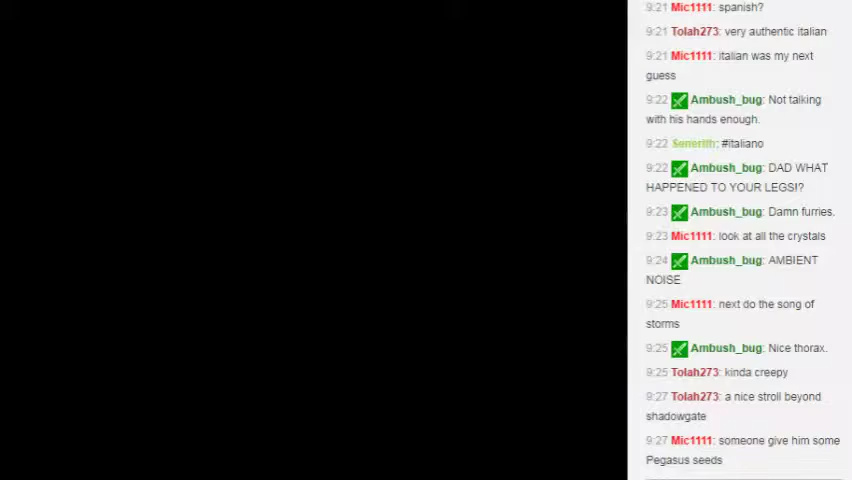 9:21 Mic1111: spanish?
9:21 Tolah273: very authentic italian
9:21 Mic1111: italian was my next
guess
9:22 Ambush_bug: Not talking
with his hands enough.
9:22 Senerith: #italiano
9:22 Ambush_bug: DAD WHAT
HAPPENED TO YOUR LEGS!?
9:23 Ambush_bug: Damn furries.
9:23 Mic1111: look at all the crystals
9:24 Ambush_bug: AMBIENT
NOISE
9:25 Mic1111: next do the song of
storms
9:25 Ambush_bug: Nice thorax.
9:25 Tolah273: kinda creepy
9:27 Tolah273: a nice stroll beyond
shadowgate
9:27 Mic1111: someone give him some
Pegasus seeds